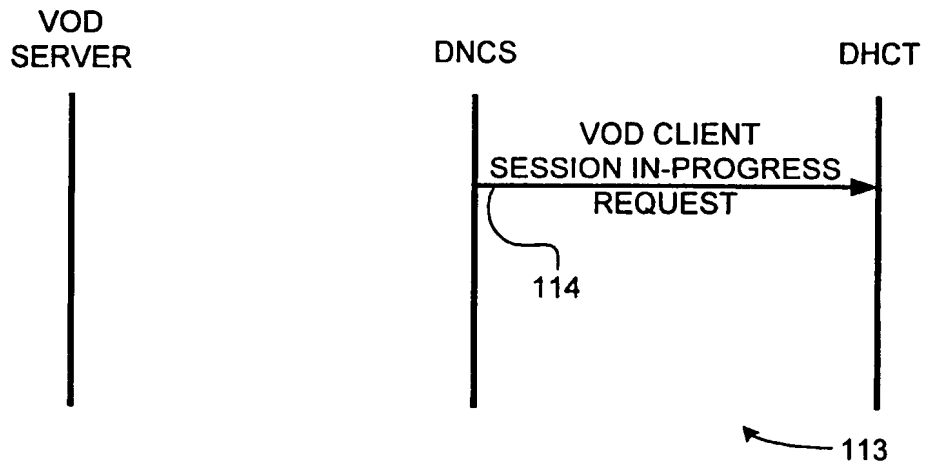 VOD
SERVER
DNCS
DHCT
VOD CLIENT
SESSION IN-PROGRESS
REQUEST
114
113